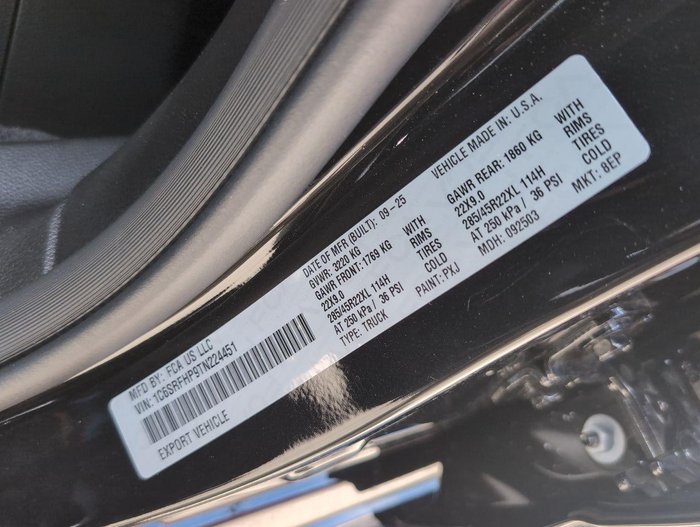 MFD BY: FCA US LLC
VIN: 1C6SRFHP9TN224451
EXPORT VEHICLE
DATE OF MFR (BUILT): 09-25 VEHICLE MADE IN: U.S.A.
GVWR: 3220 KG
GAWR FRONT: 1769 KG WITH GAWR REAR: 1860 KG WITH
22X9.0 RIMS 22X9.0 RIMS
285/45R22XL 114H TIRES 285/45R22XL 114H TIRES
AT 250 kPa / 36 PSI COLD AT 250 kPa / 36 PSI COLD
TYPE: TRUCK PAINT: PXJ MDH: 092503 MKT: 8EP